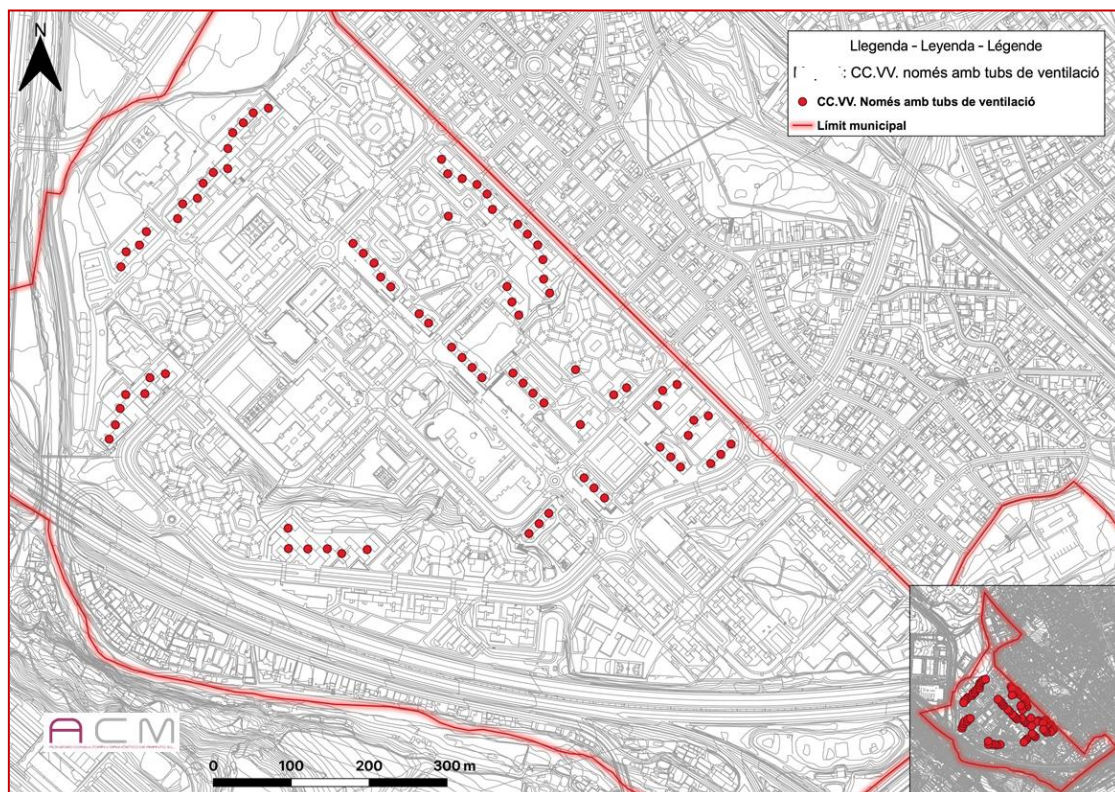 N
Llegenda - Leyenda - Légende
: CC.VV. només amb tubs de ventilació
CC.VV. Només amb tubs de ventilació
Límit municipal
ACM
0 100 200 300 m